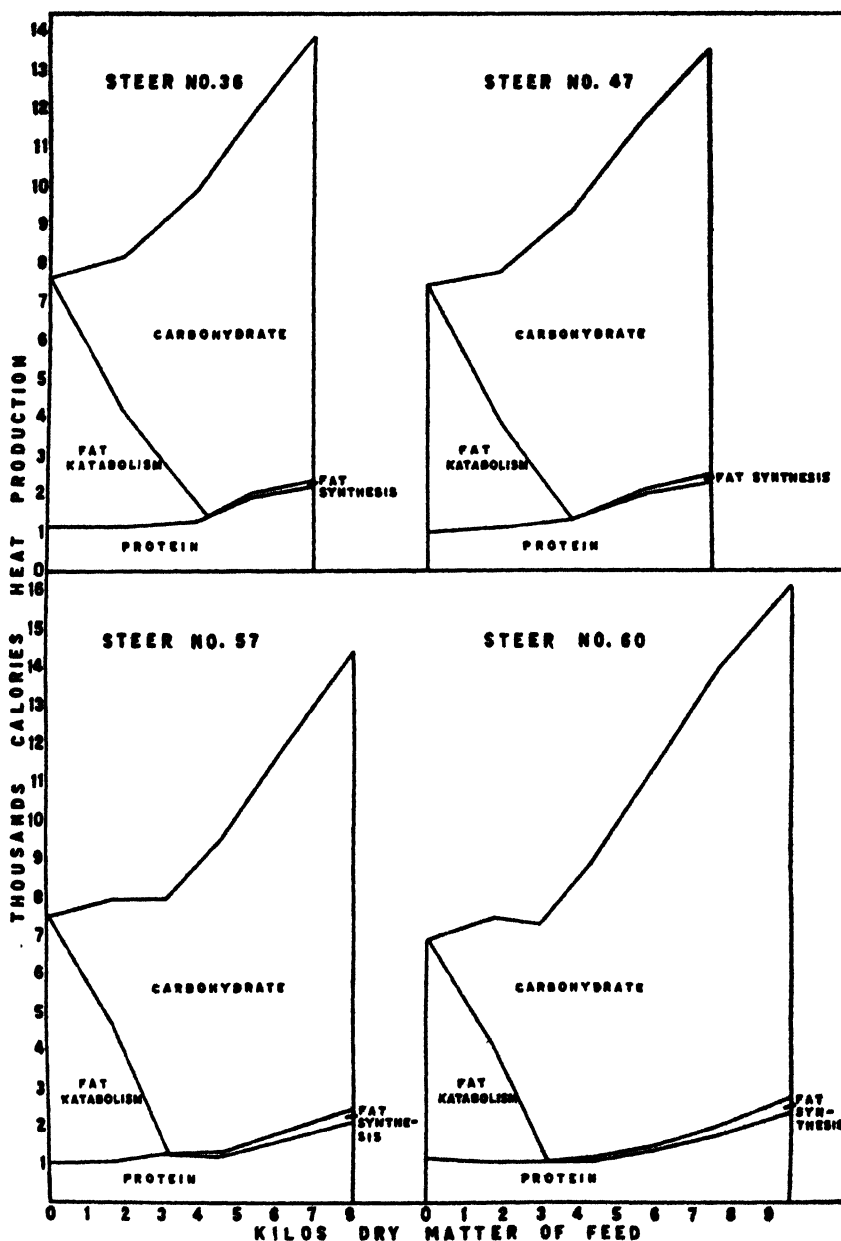 14
13
12
11
10
9
8
7
6
5
4
3
2
1
0
STEER NO.36
CARBOHYDRATE
FAT
KATABOLISM
FAT
SYNTHESIS
PROTEIN
STEER NO. 47
CARBOHYDRATE
FAT
KATABOLISM
FAT SYNTHESIS
PROTEIN
THOUSANDS CALORIES HEAT PRODUCTION
16
15
14
13
12
11
10
9
8
7
6
5
4
3
2
1
STEER NO. 57
CARBOHYDRATE
FAT
KATABOLISM
FAT
SYNTHE-
SIS
PROTEIN
STEER NO. 60
CARBOHYDRATE
FAT
KATABOLISM
FAT
SYN-
THESIS
PROTEIN
0 1 2 3 4 5 6 7 8 0 1 2 3 4 5 6 7 8 9
KILOS DRY MATTER OF FEED